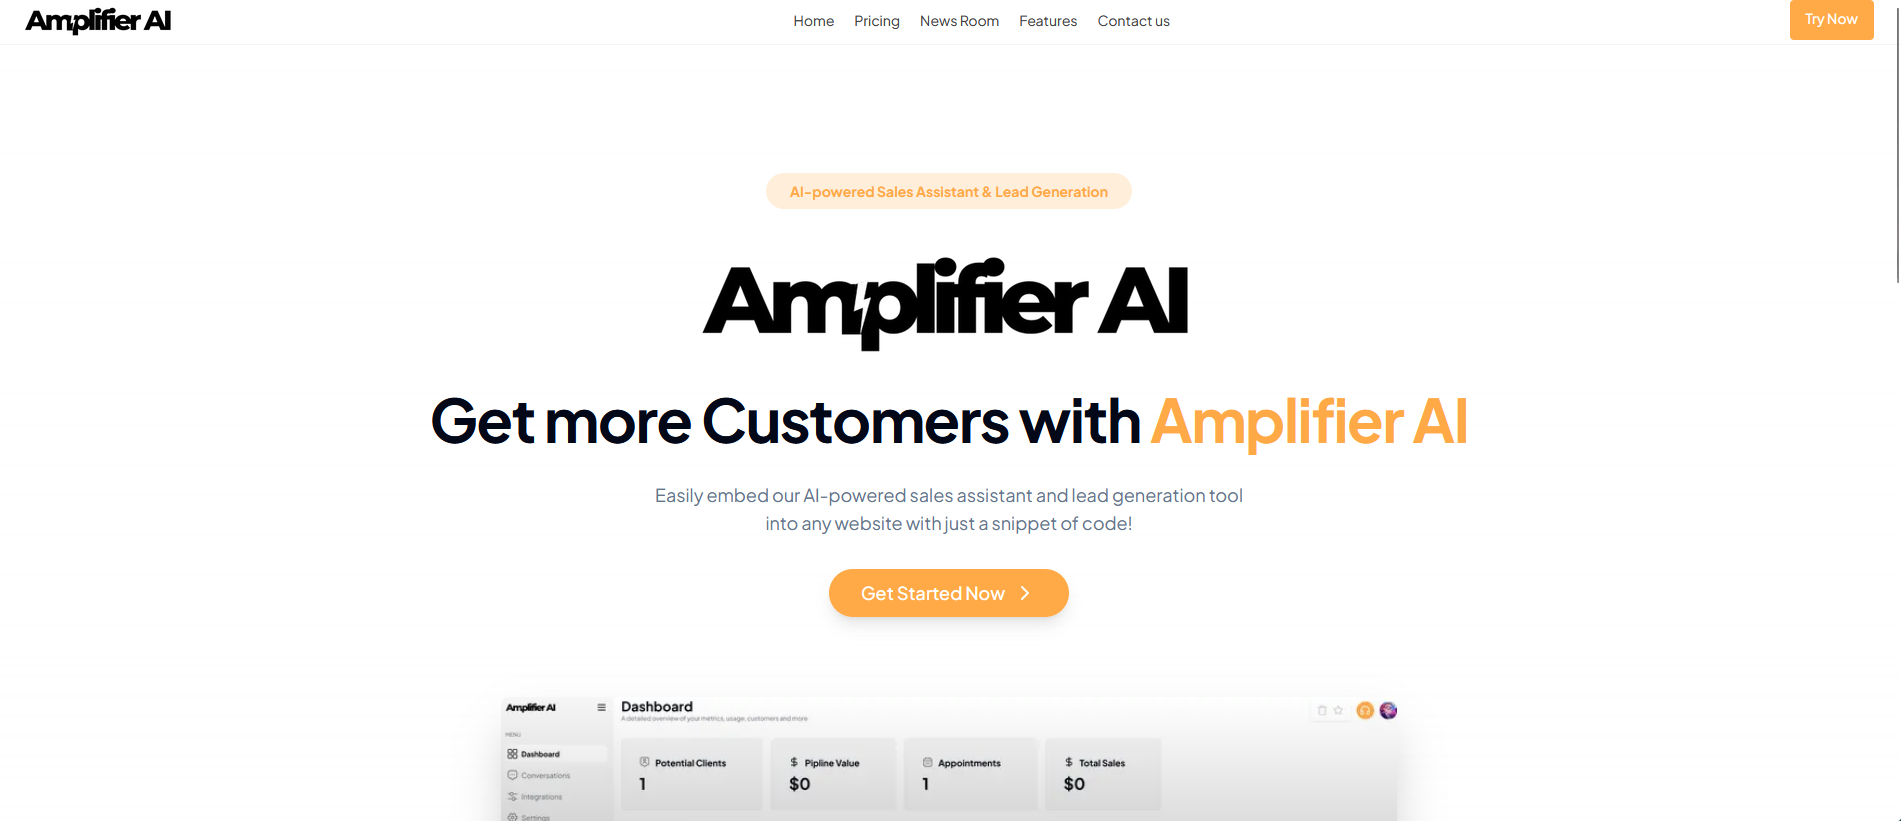 Amplifier AI
Home Pricing News Room Features Contact us
Try Now
AI-powered Sales Assistant & Lead Generation
Amplifier AI
Get more Customers with Amplifier AI
Easily embed our AI-powered sales assistant and lead generation tool
into any website with just a snippet of code!
Get Started Now
Amplifier AI
Dashboard
A detailed overview of your metrics, usage, customers and more
MENU
Dashboard
Conversations
Integrations
Settings
Potential Clients
1
Pipline Value
$0
Appointments
1
Total Sales
$0